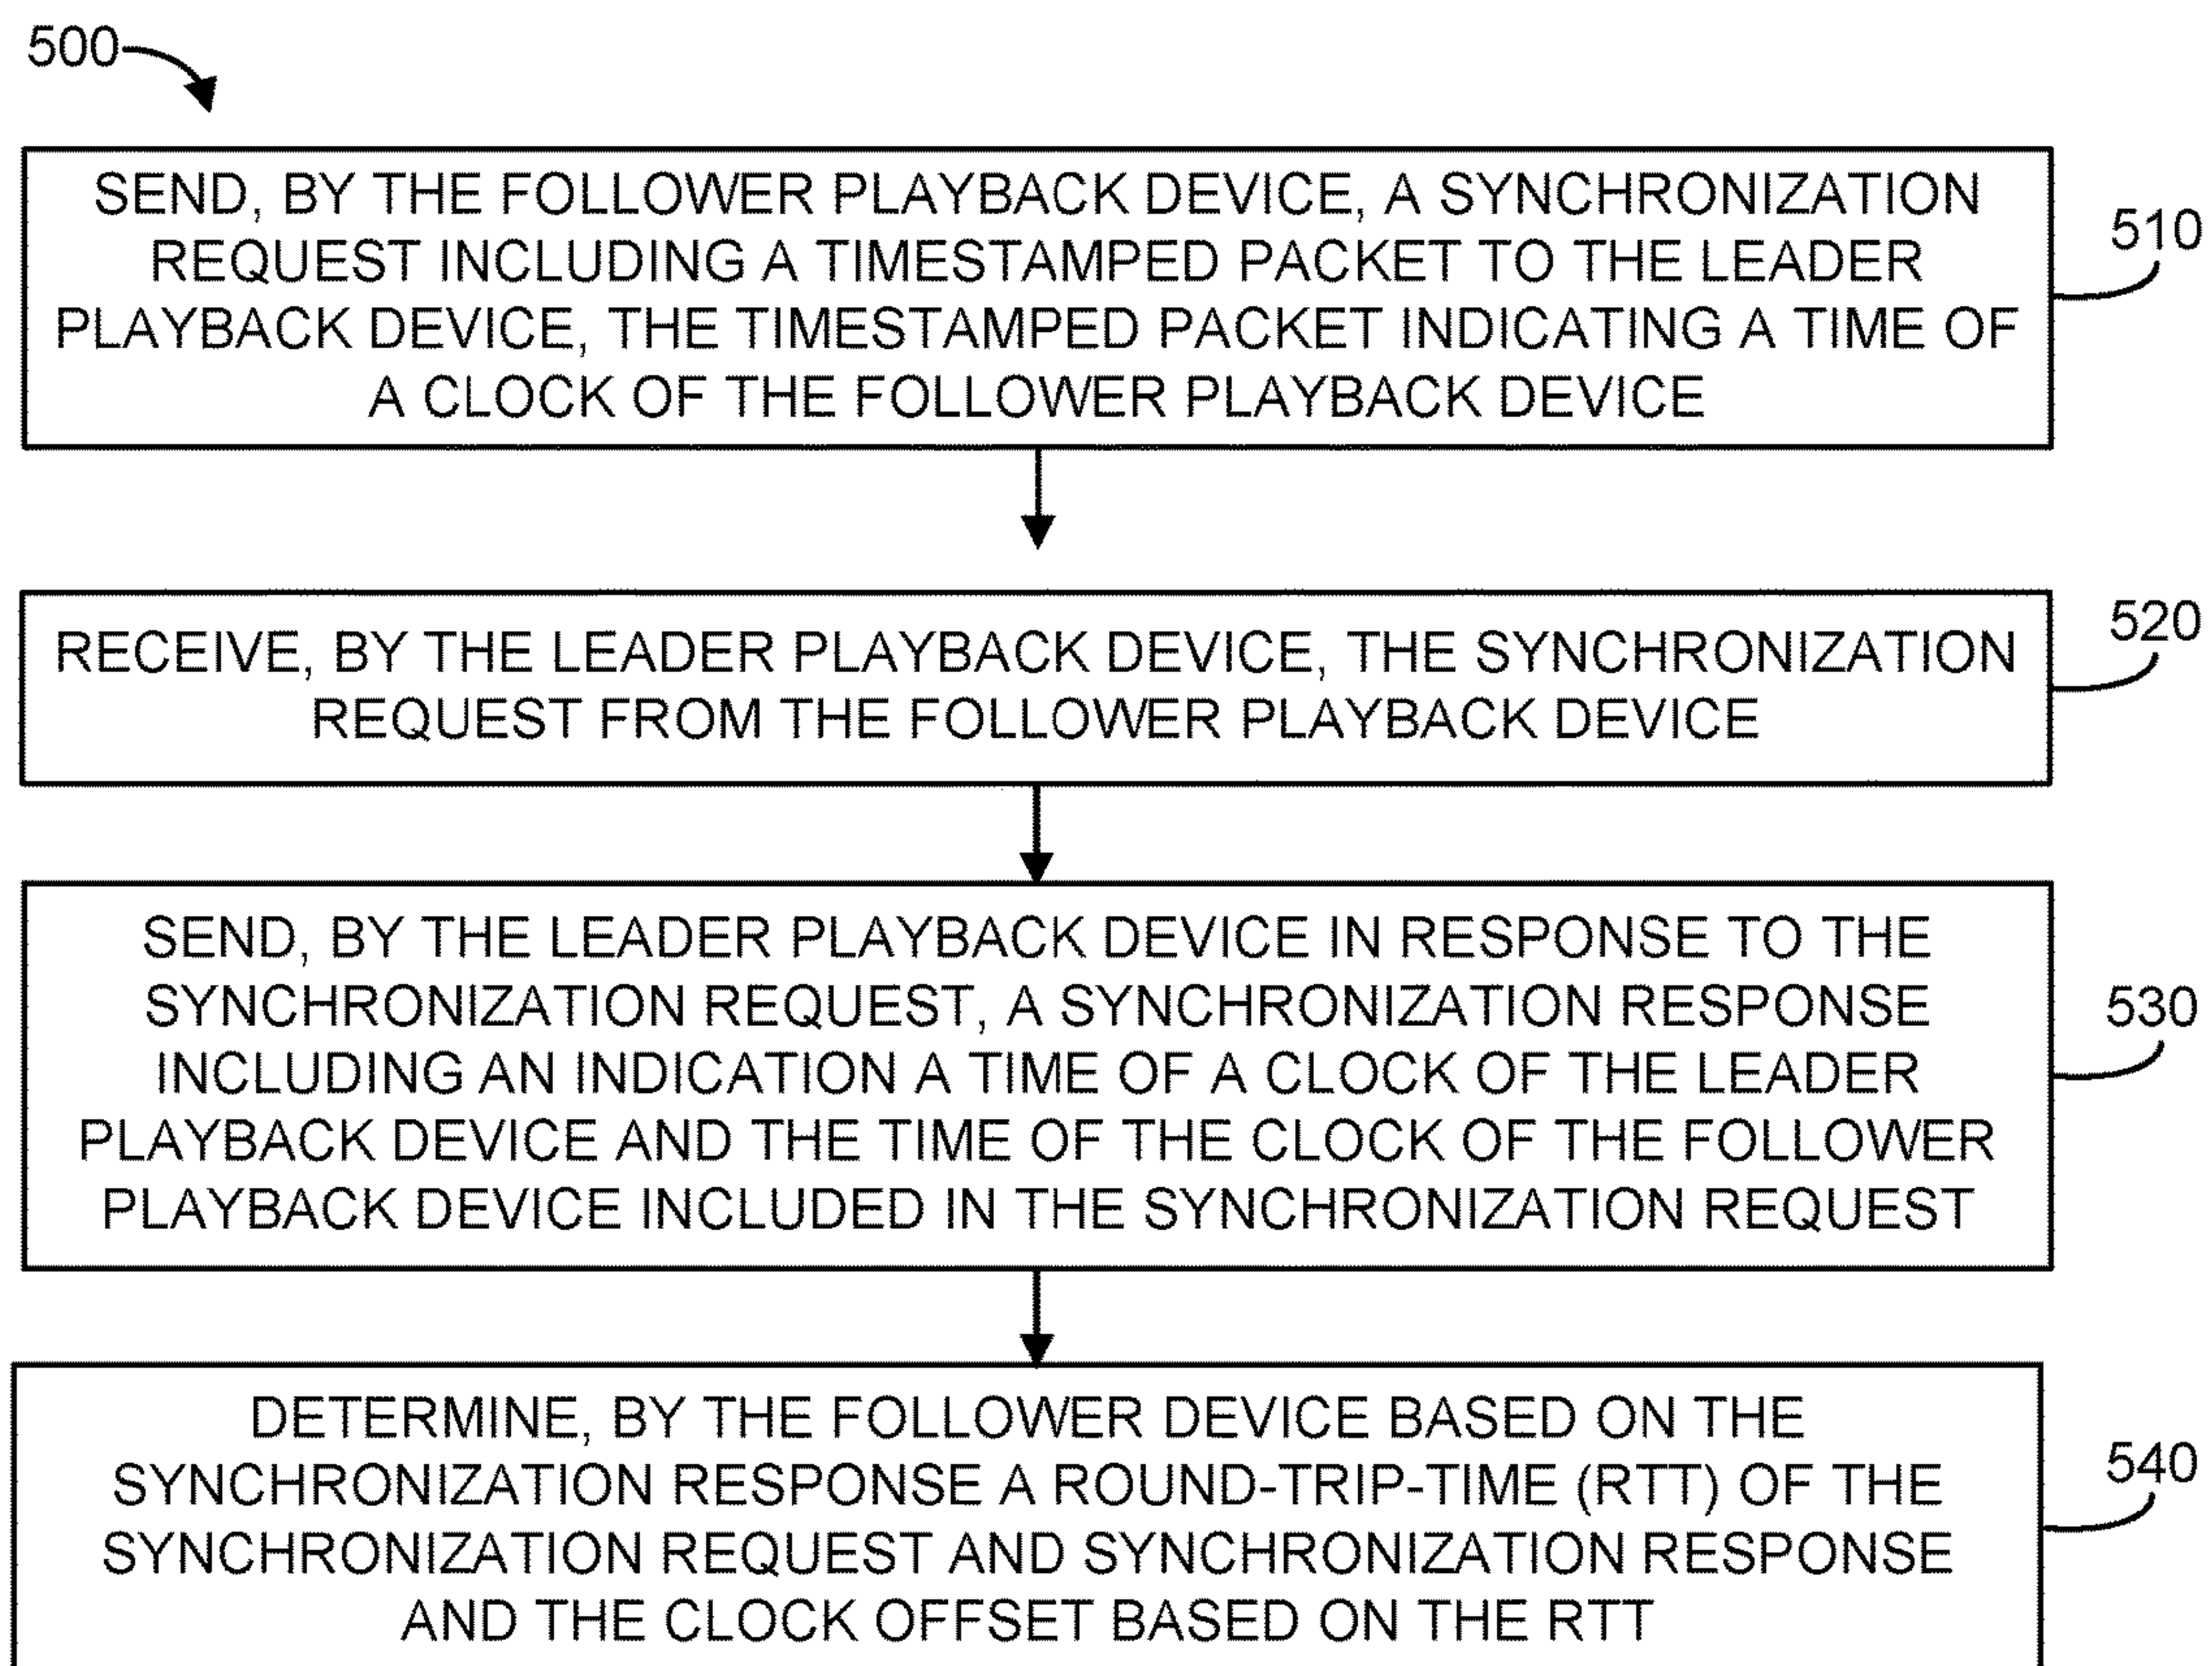 500
SEND, BY THE FOLLOWER PLAYBACK DEVICE, A SYNCHRONIZATION
REQUEST INCLUDING A TIMESTAMPED PACKET TO THE LEADER
PLAYBACK DEVICE, THE TIMESTAMPED PACKET INDICATING A TIME OF
A CLOCK OF THE FOLLOWER PLAYBACK DEVICE
510
RECEIVE, BY THE LEADER PLAYBACK DEVICE, THE SYNCHRONIZATION
REQUEST FROM THE FOLLOWER PLAYBACK DEVICE
520
SEND, BY THE LEADER PLAYBACK DEVICE IN RESPONSE TO THE
SYNCHRONIZATION REQUEST, A SYNCHRONIZATION RESPONSE
INCLUDING AN INDICATION A TIME OF A CLOCK OF THE LEADER
PLAYBACK DEVICE AND THE TIME OF THE CLOCK OF THE FOLLOWER
PLAYBACK DEVICE INCLUDED IN THE SYNCHRONIZATION REQUEST
530
DETERMINE, BY THE FOLLOWER DEVICE BASED ON THE
SYNCHRONIZATION RESPONSE A ROUND-TRIP-TIME (RTT) OF THE
SYNCHRONIZATION REQUEST AND SYNCHRONIZATION RESPONSE
AND THE CLOCK OFFSET BASED ON THE RTT
540